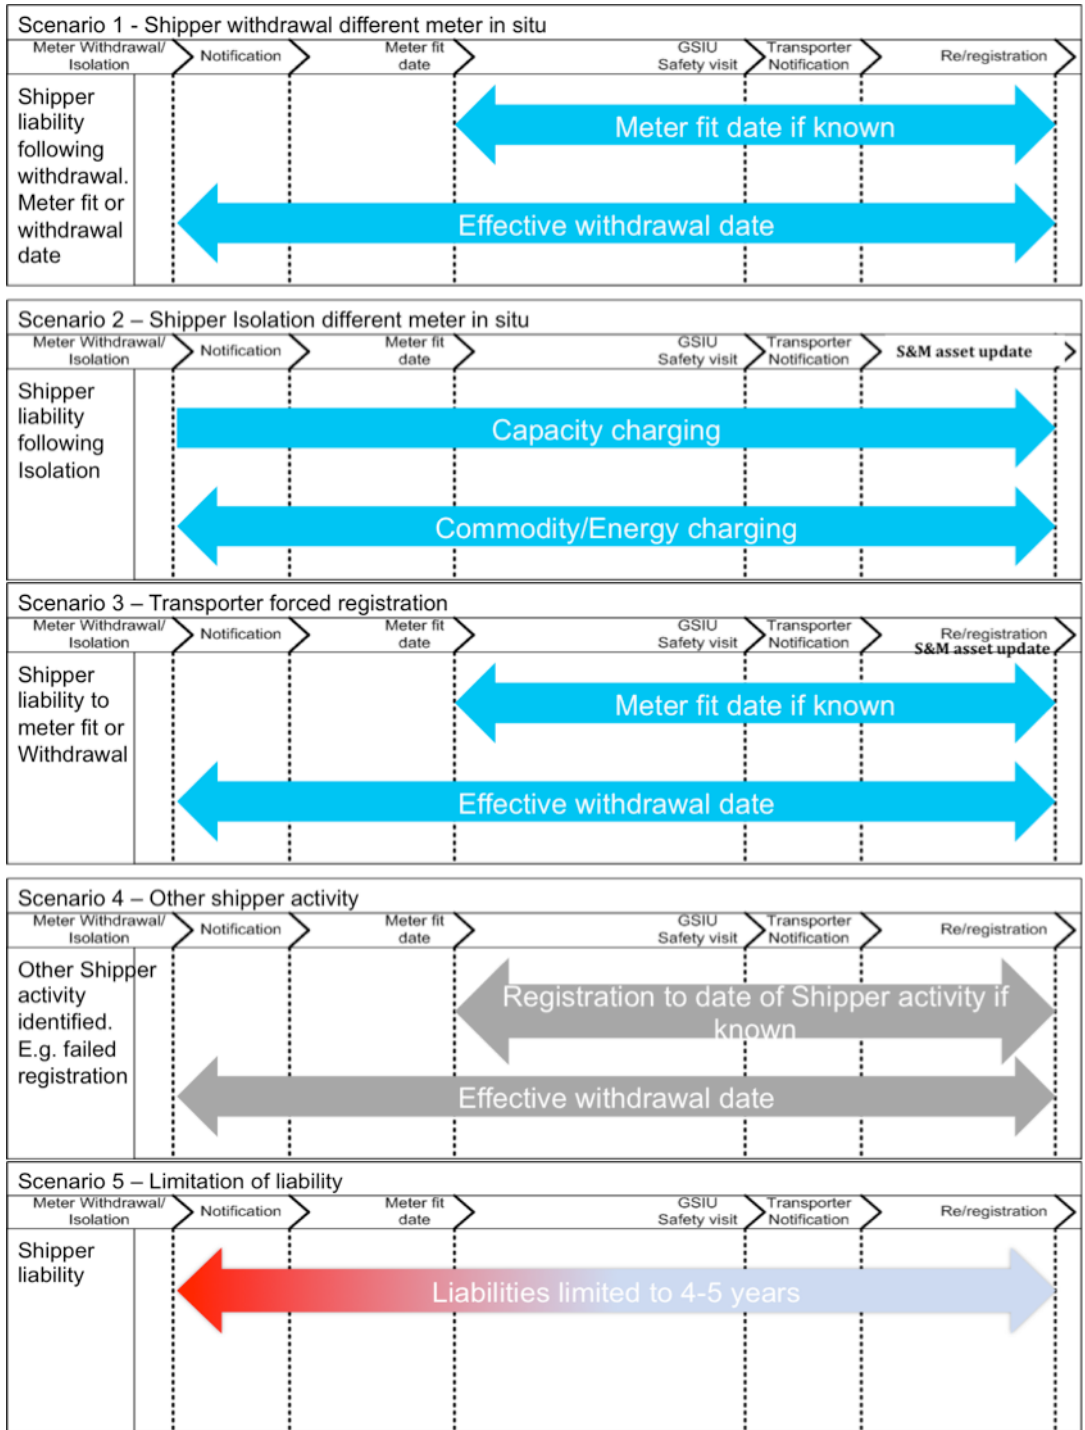 Scenario 1 - Shipper withdrawal different meter in situ
Meter Withdrawal/
Isolation
Notification
Meter fit
date
GSIU
Safety visit
Transporter
Notification
Re/registration
Shipper
liability
following
withdrawal.
Meter fit or
withdrawal
date
Meter fit date if known
Effective withdrawal date
Scenario 2 – Shipper Isolation different meter in situ
Meter Withdrawal/
Isolation
Notification
Meter fit
date
GSIU
Safety visit
Transporter
Notification
S&M asset update
Shipper
liability
following
Isolation
Capacity charging
Commodity/Energy charging
Scenario 3 – Transporter forced registration
Meter Withdrawal/
Isolation
Notification
Meter fit
date
GSIU
Safety visit
Transporter
Notification
Re/registration
S&M asset update
Shipper
liability to
meter fit or
Withdrawal
Meter fit date if known
Effective withdrawal date
Scenario 4 – Other shipper activity
Meter Withdrawal/
Isolation
Notification
Meter fit
date
GSIU
Safety visit
Transporter
Notification
Re/registration
Other Shipper
activity
identified.
E.g. failed
registration
Registration to date of Shipper activity if
known
Effective withdrawal date
Scenario 5 – Limitation of liability
Meter Withdrawal/
Isolation
Notification
Meter fit
date
GSIU
Safety visit
Transporter
Notification
Re/registration
Shipper
liability
Liabilities limited to 4-5 years